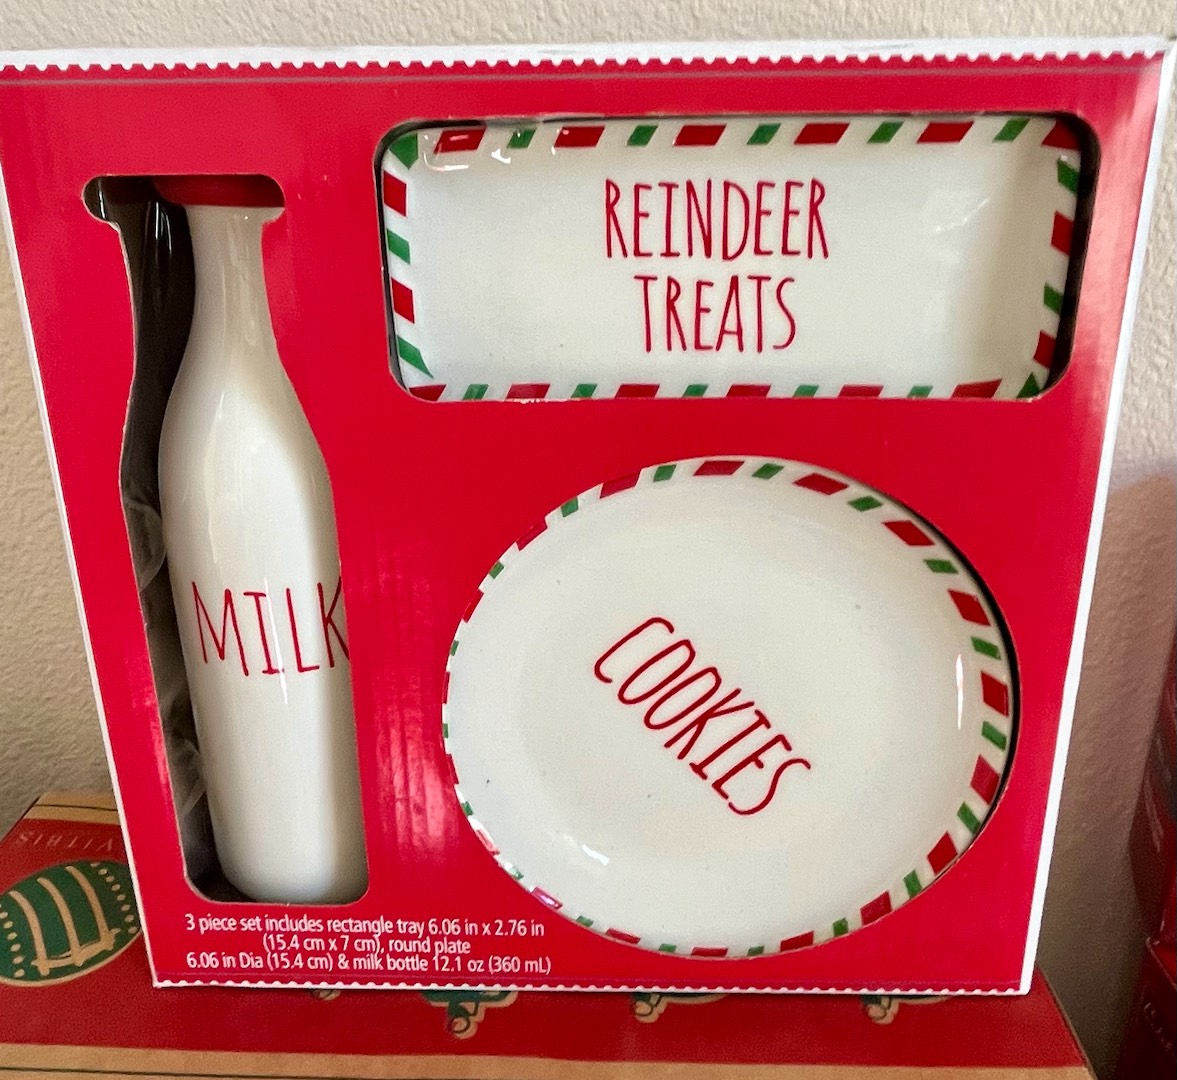 REINDEER
TREATS
MILK
COOKIES
3 piece set includes rectangle tray 6.06 in x 2.76 in
(15.4 cm x 7 cm), round plate
6.06 in Dia (15.4 cm) & milk bottle 12.1 oz (360 mL)